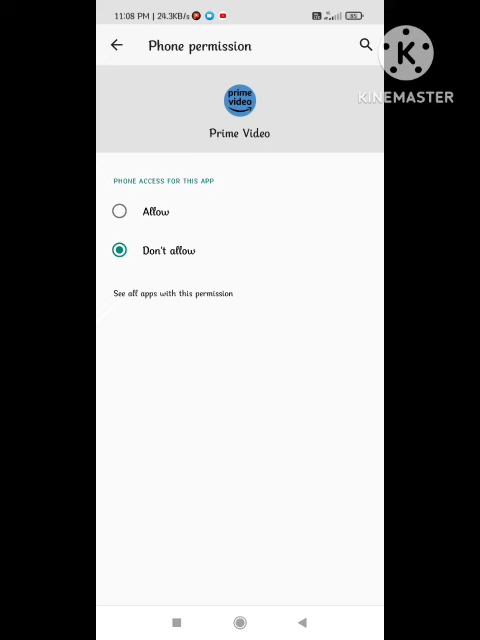 11:08 PM | 24.3KB/s
85
Phone permission
KINEMASTER
prime
video
Prime Video
PHONE ACCESS FOR THIS APP
Allow
Don't allow
See all apps with this permission